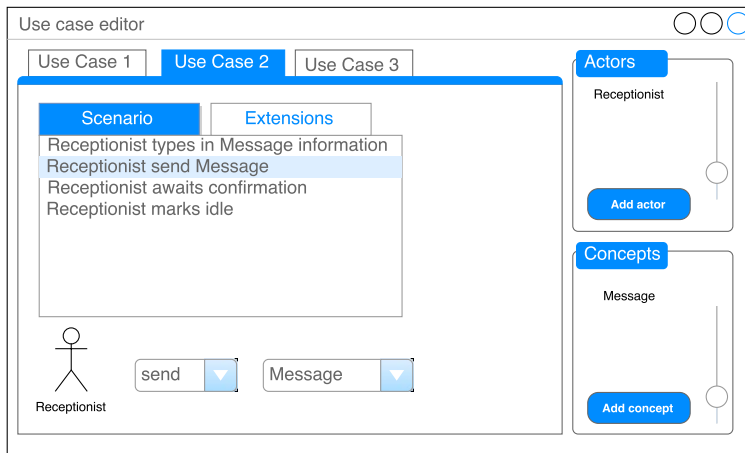 Use case editor
Use Case 1
Use Case 2
Use Case 3
Scenario
Extensions
Receptionist types in Message information
Receptionist send Message
Receptionist awaits confirmation
Receptionist marks idle
Receptionist
send
Message
Actors
Receptionist
Add actor
Concepts
Message
Add concept